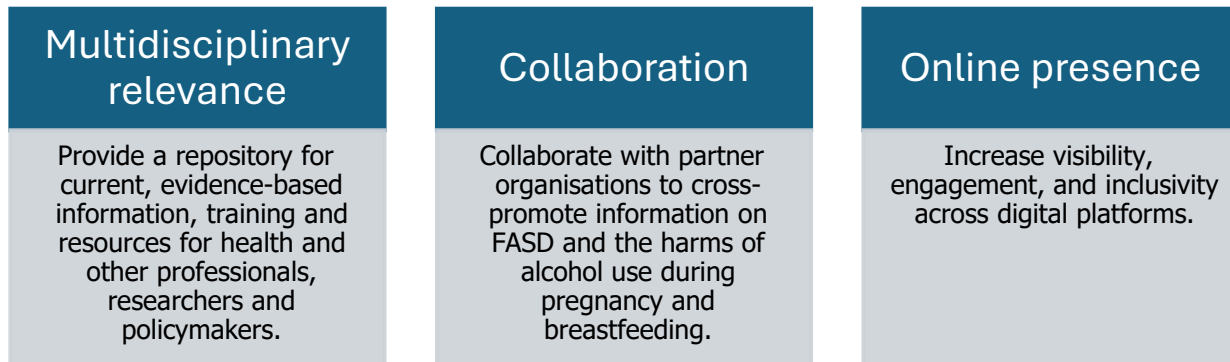 Multidisciplinary
relevance
Provide a repository for
current, evidence-based
information, training and
resources for health and
other professionals,
researchers and
policymakers.
Collaboration
Collaborate with partner
organisations to cross-
promote information on
FASD and the harms of
alcohol use during
pregnancy and
breastfeeding.
Online presence
Increase visibility,
engagement, and inclusivity
across digital platforms.